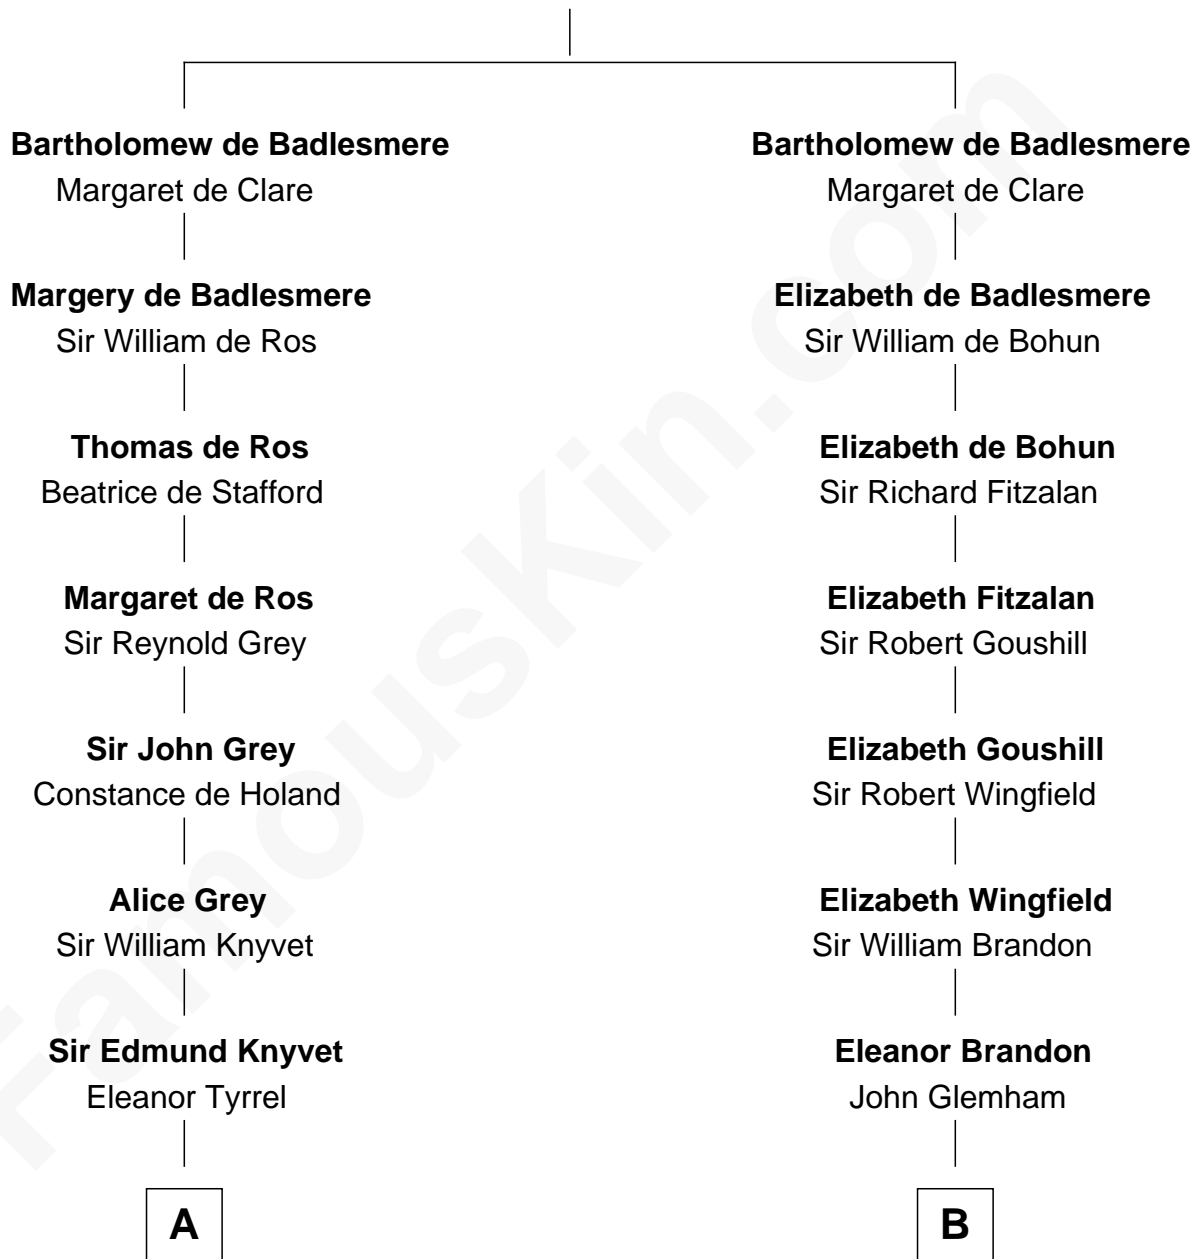 Bartholomew de Badlesmere
Margaret de Clare
Margery de Badlesmere
Sir William de Ros
Thomas de Ros
Beatrice de Stafford
Margaret de Ros
Sir Reynold Grey
Sir John Grey
Constance de Holand
Alice Grey
Sir William Knyvet
Sir Edmund Knyvet
Eleanor Tyrrel
A
Bartholomew de Badlesmere
Margaret de Clare
Elizabeth de Badlesmere
Sir William de Bohun
Elizabeth de Bohun
Sir Richard Fitzalan
Elizabeth Fitzalan
Sir Robert Goushill
Elizabeth Goushill
Sir Robert Wingfield
Elizabeth Wingfield
Sir William Brandon
Eleanor Brandon
John Glemham
B
FamousKin.com